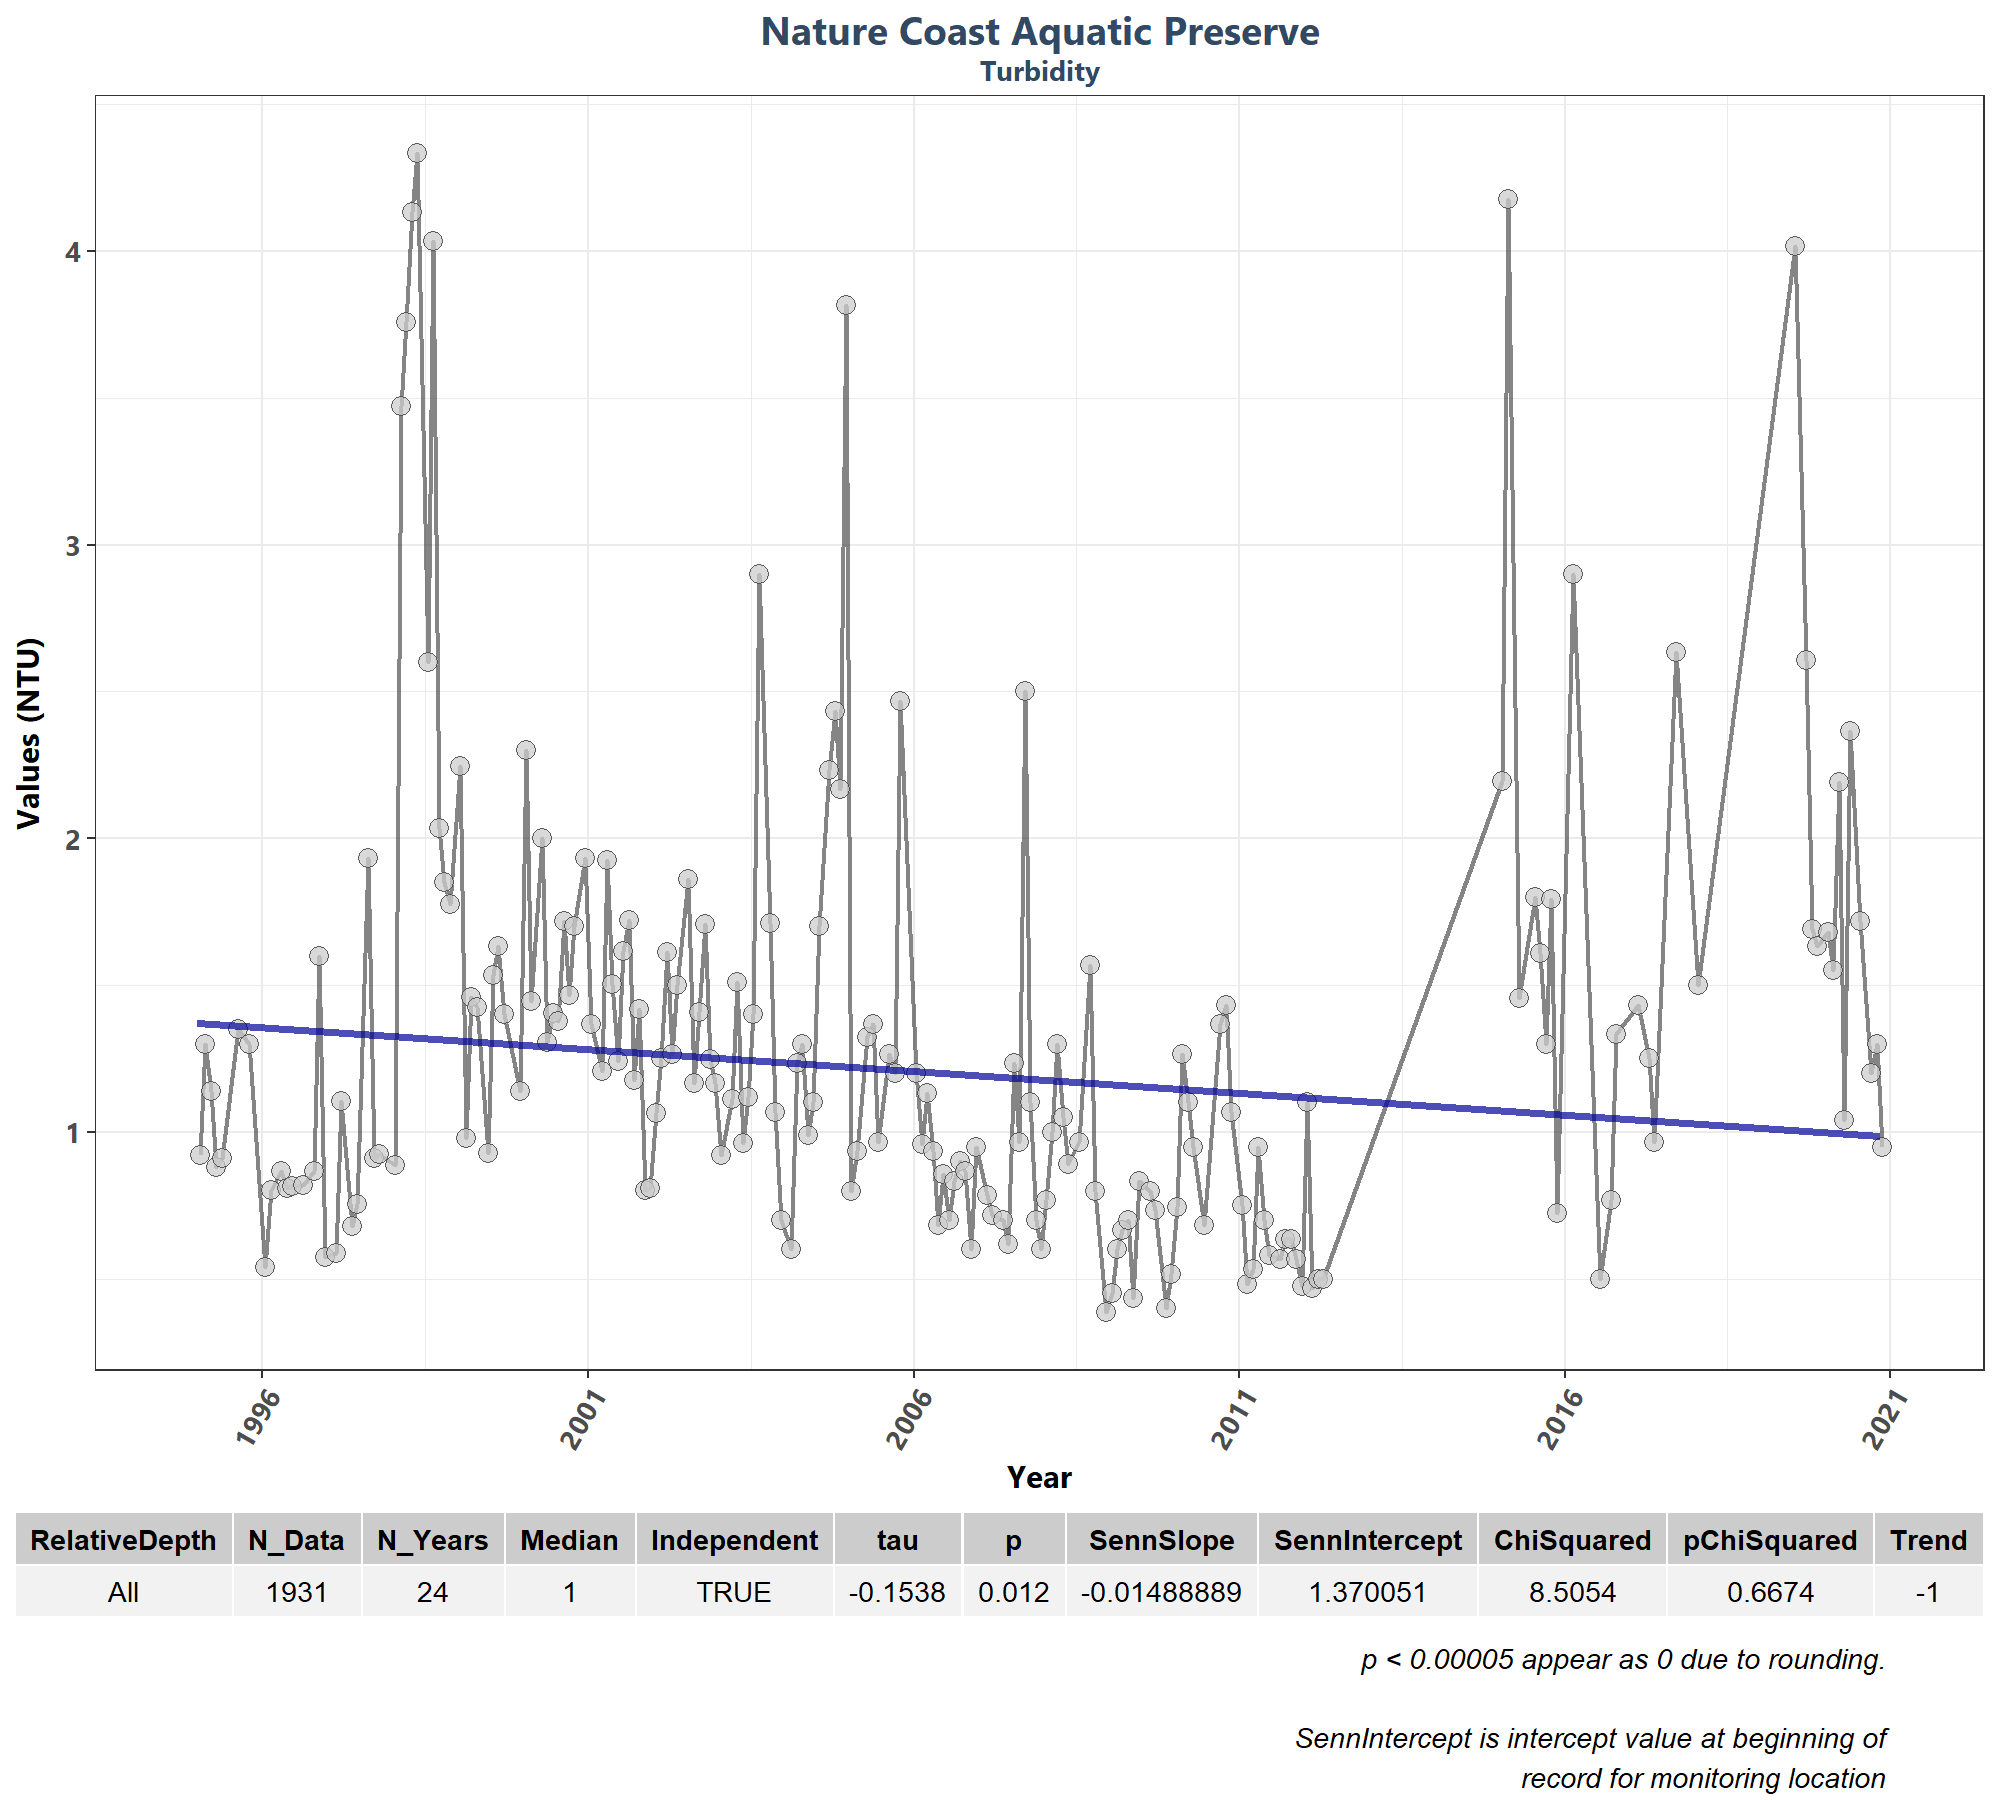 Nature Coast Aquatic Preserve
Turbidity
Values (NTU)
4
3
2
1
1996 2001 2006 2011 2016 2021
Year
RelativeDepth N_Data N_Years Median Independent tau p SennSlope SennIntercept ChiSquared pChiSquared Trend
All 1931 24 1 TRUE -0.1538 0.012 -0.01488889 1.370051 8.5054 0.6674 -1
p < 0.00005 appear as 0 due to rounding.
SennIntercept is intercept value at beginning of
record for monitoring location